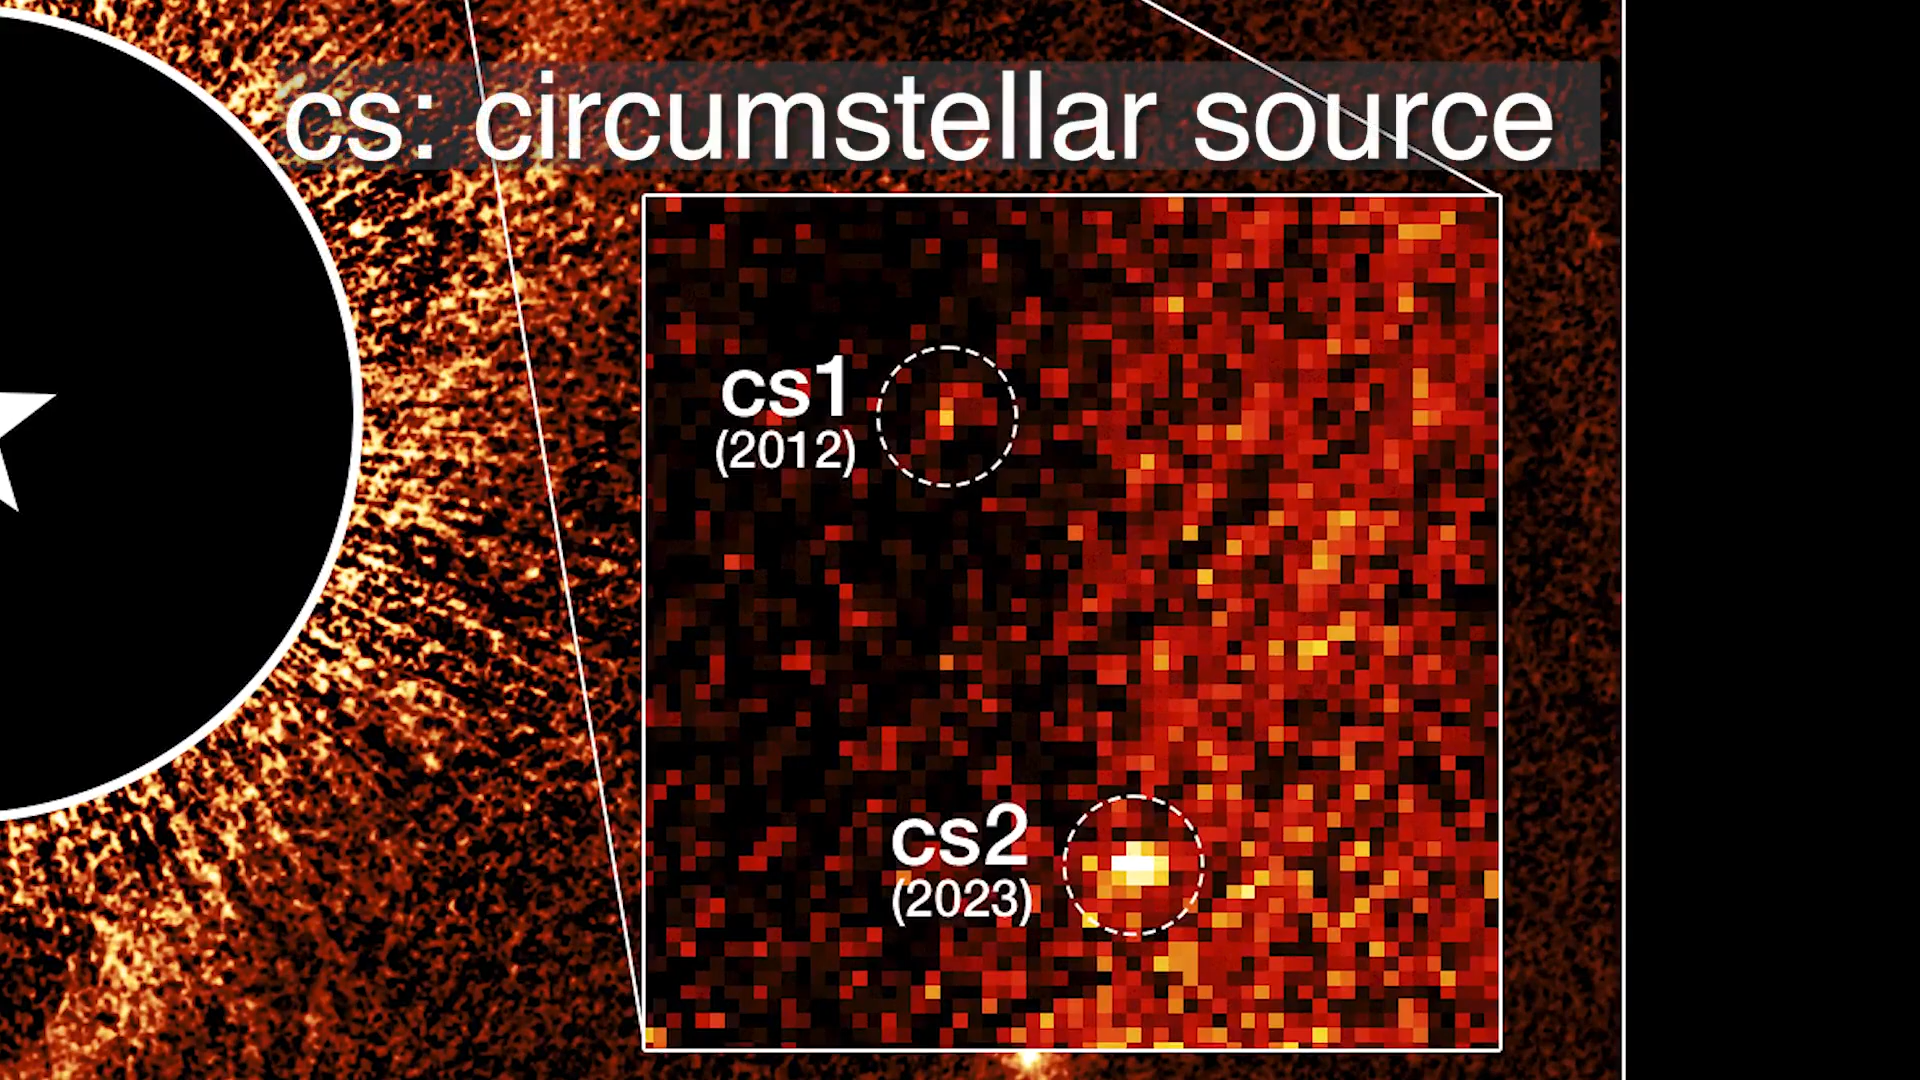 cs: circumstellar source
cs1
(2012)
cs2
(2023)